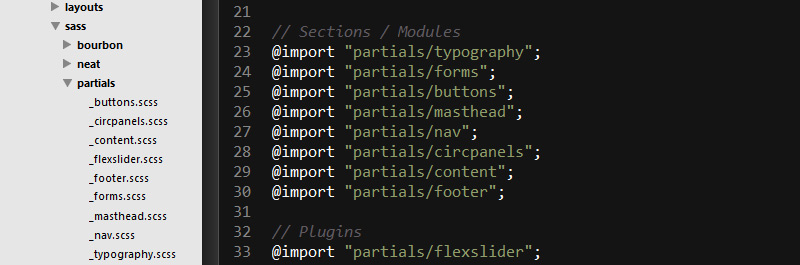 layouts
sass
bourbon
neat
partials
_buttons.scss
_circpanels.scss
_content.scss
_flexslider.scss
_footer.scss
_forms.scss
_masthead.scss
_nav.scss
_typography.scss
21
22 // Sections / Modules
23 @import "partials/typography";
24 @import "partials/forms";
25 @import "partials/buttons";
26 @import "partials/masthead";
27 @import "partials/nav";
28 @import "partials/circpanels";
29 @import "partials/content";
30 @import "partials/footer";
31
32 // Plugins
33 @import "partials/flexslider";